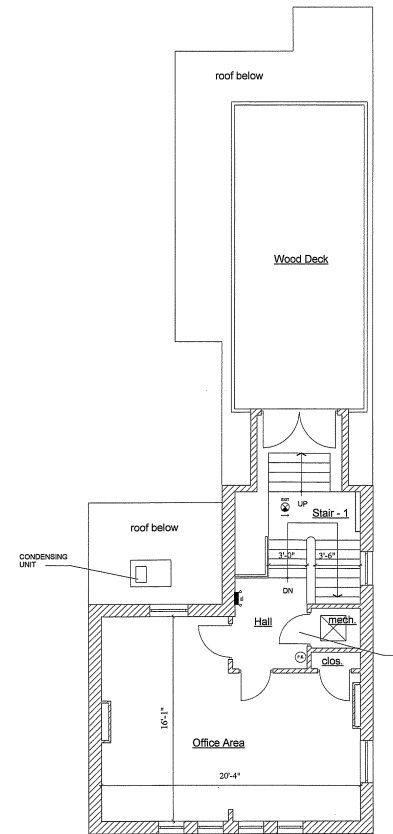 roof below
Wood Deck
EXIT
UP
Stair - 1
roof below
CONDENSING
UNIT
3'-0"
3'-6"
DN
Hall
mech.
F.E.
clos.
16'-1"
Office Area
20'-4"